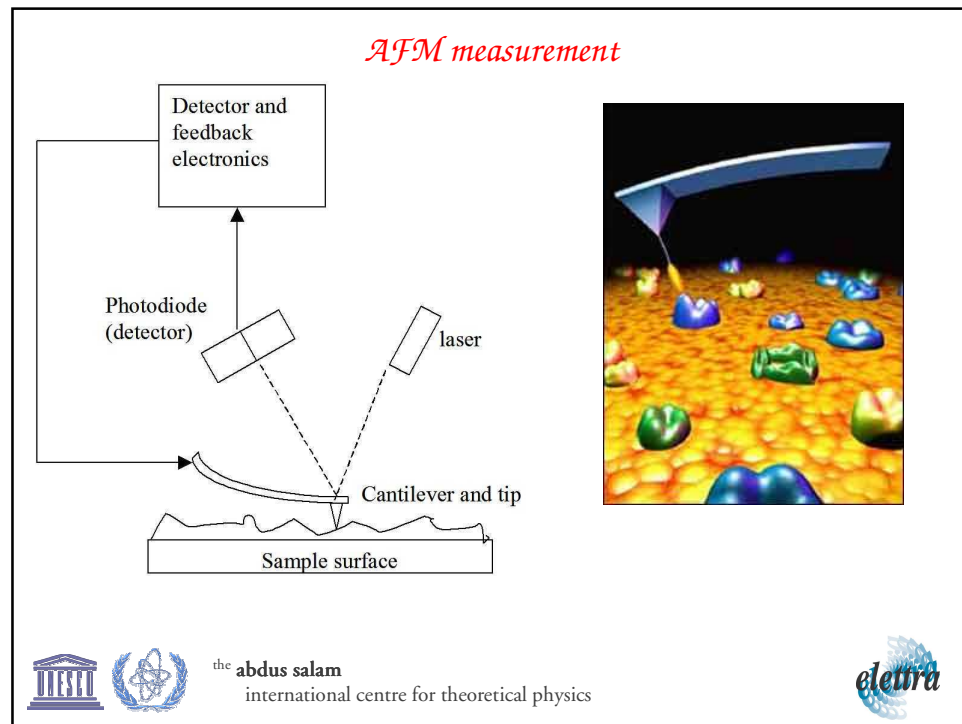 AFM measurement
Detector and
feedback
electronics
Photodiode
(detector)
laser
Cantilever and tip
Sample surface
UNESCO
the abdus salam
international centre for theoretical physics
elettra